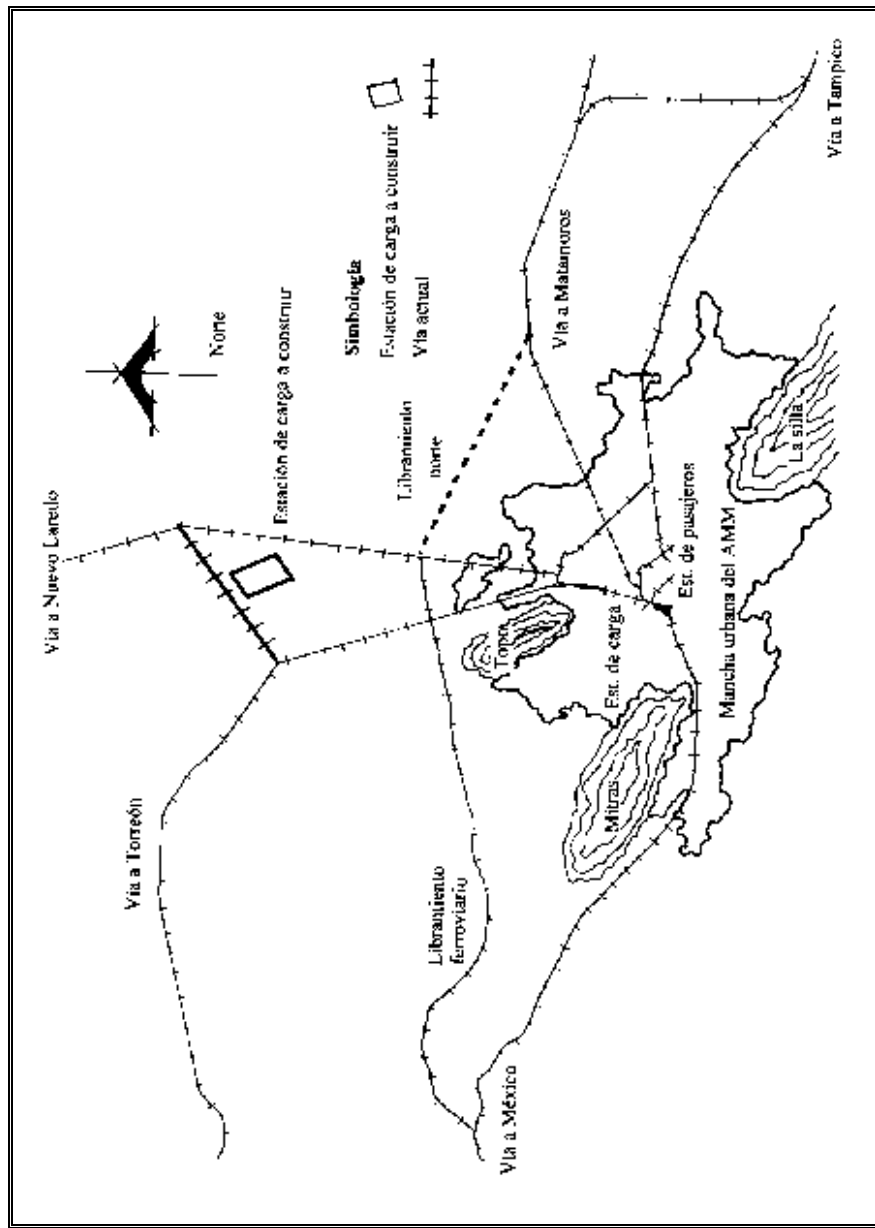 Vía a Nuevo Laredo
Norte
Estación de carga a construir
Simbología
Estación de carga a construir
Vía actual
Vía a Torreón
Libramiento
norte
Libramiento
ferroviario
Vía a Matamoros
Topo
Mitras
Est. de carga
Est. de pasajeros
La silla
Mancha urbana del AMM
Vía a México
Vía a Tampico